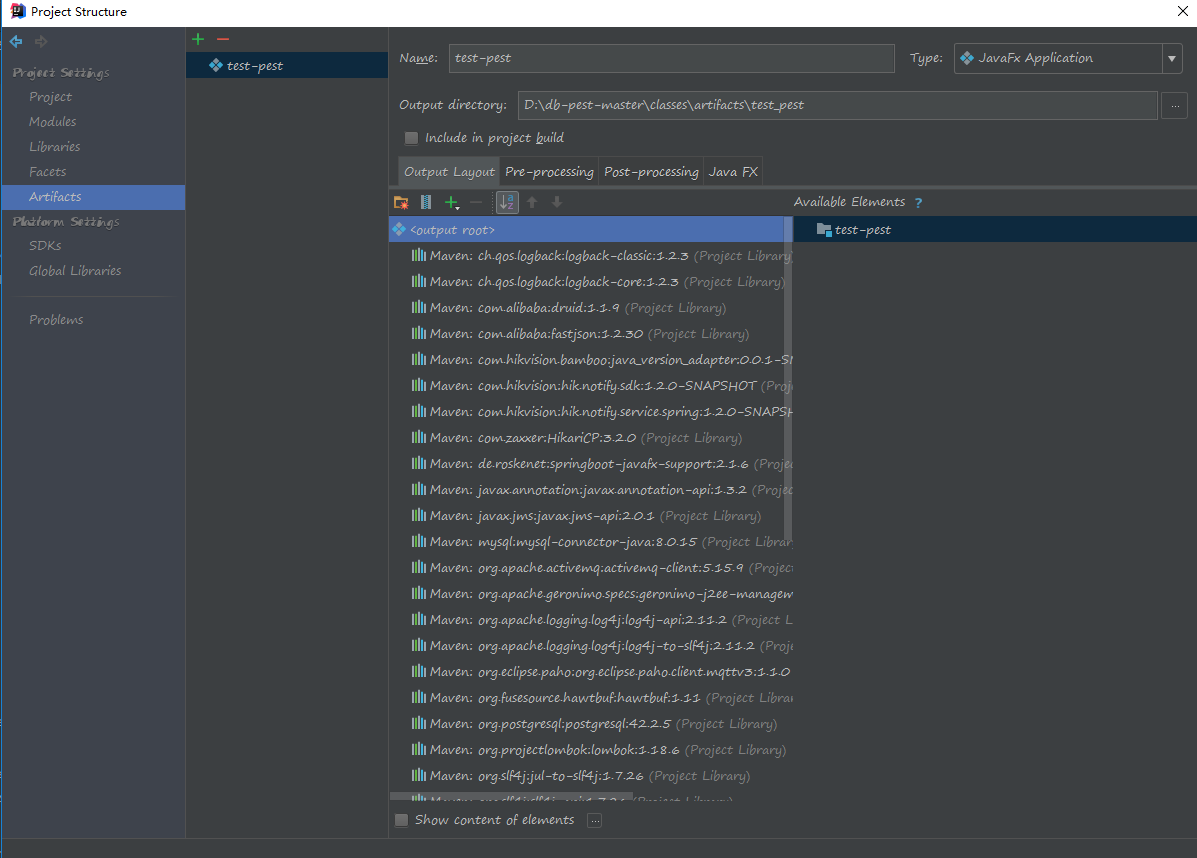 Project Structure
Project Settings
Project
Modules
Libraries
Facets
Artifacts
Platform Settings
SDKs
Global Libraries
Problems
test-pest
Name: test-pest Type: JavaFx Application
Output directory: D:\db-pest-master\classes\artifacts\test_pest ...
Include in project build
Output Layout Pre-processing Post-processing Java FX
Available Elements ?
<output root>
test-pest
Maven: ch.qos.logback:logback-classic:1.2.3 (Project Library)
Maven: ch.qos.logback:logback-core:1.2.3 (Project Library)
Maven: com.alibaba:druid:1.1.9 (Project Library)
Maven: com.alibaba:fastjson:1.2.30 (Project Library)
Maven: com.hikvision.bamboo:java_version_adapter:0.0.1-SN
Maven: com.hikvision:hik.notify.sdk:1.2.0-SNAPSHOT (Proj
Maven: com.hikvision:hik.notify.service.spring:1.2.0-SNAPSH
Maven: com.zaxxer:HikariCP:3.2.0 (Project Library)
Maven: de.roskenet:springboot-javafx-support:2.1.6 (Projec
Maven: javax.annotation:javax.annotation-api:1.3.2 (Projec
Maven: javax.jms:javax.jms-api:2.0.1 (Project Library)
Maven: mysql:mysql-connector-java:8.0.15 (Project Librar
Maven: org.apache.activemq:activemq-client:5.15.9 (Project
Maven: org.apache.geronimo.specs:geronimo-j2ee-managem
Maven: org.apache.logging.log4j:log4j-api:2.11.2 (Project L
Maven: org.apache.logging.log4j:log4j-to-slf4j:2.11.2 (Proje
Maven: org.eclipse.paho:org.eclipse.paho.client.mqttv3:1.1.0
Maven: org.fusesource.hawtbuf:hawtbuf:1.11 (Project Librar
Maven: org.postgresql:postgresql:42.2.5 (Project Library)
Maven: org.projectlombok:lombok:1.18.6 (Project Library)
Maven: org.slf4j:jul-to-slf4j:1.7.26 (Project Library)
Maven: org.slf4j:slf4j-api:1.7.26 (Project Library)
Show content of elements ...